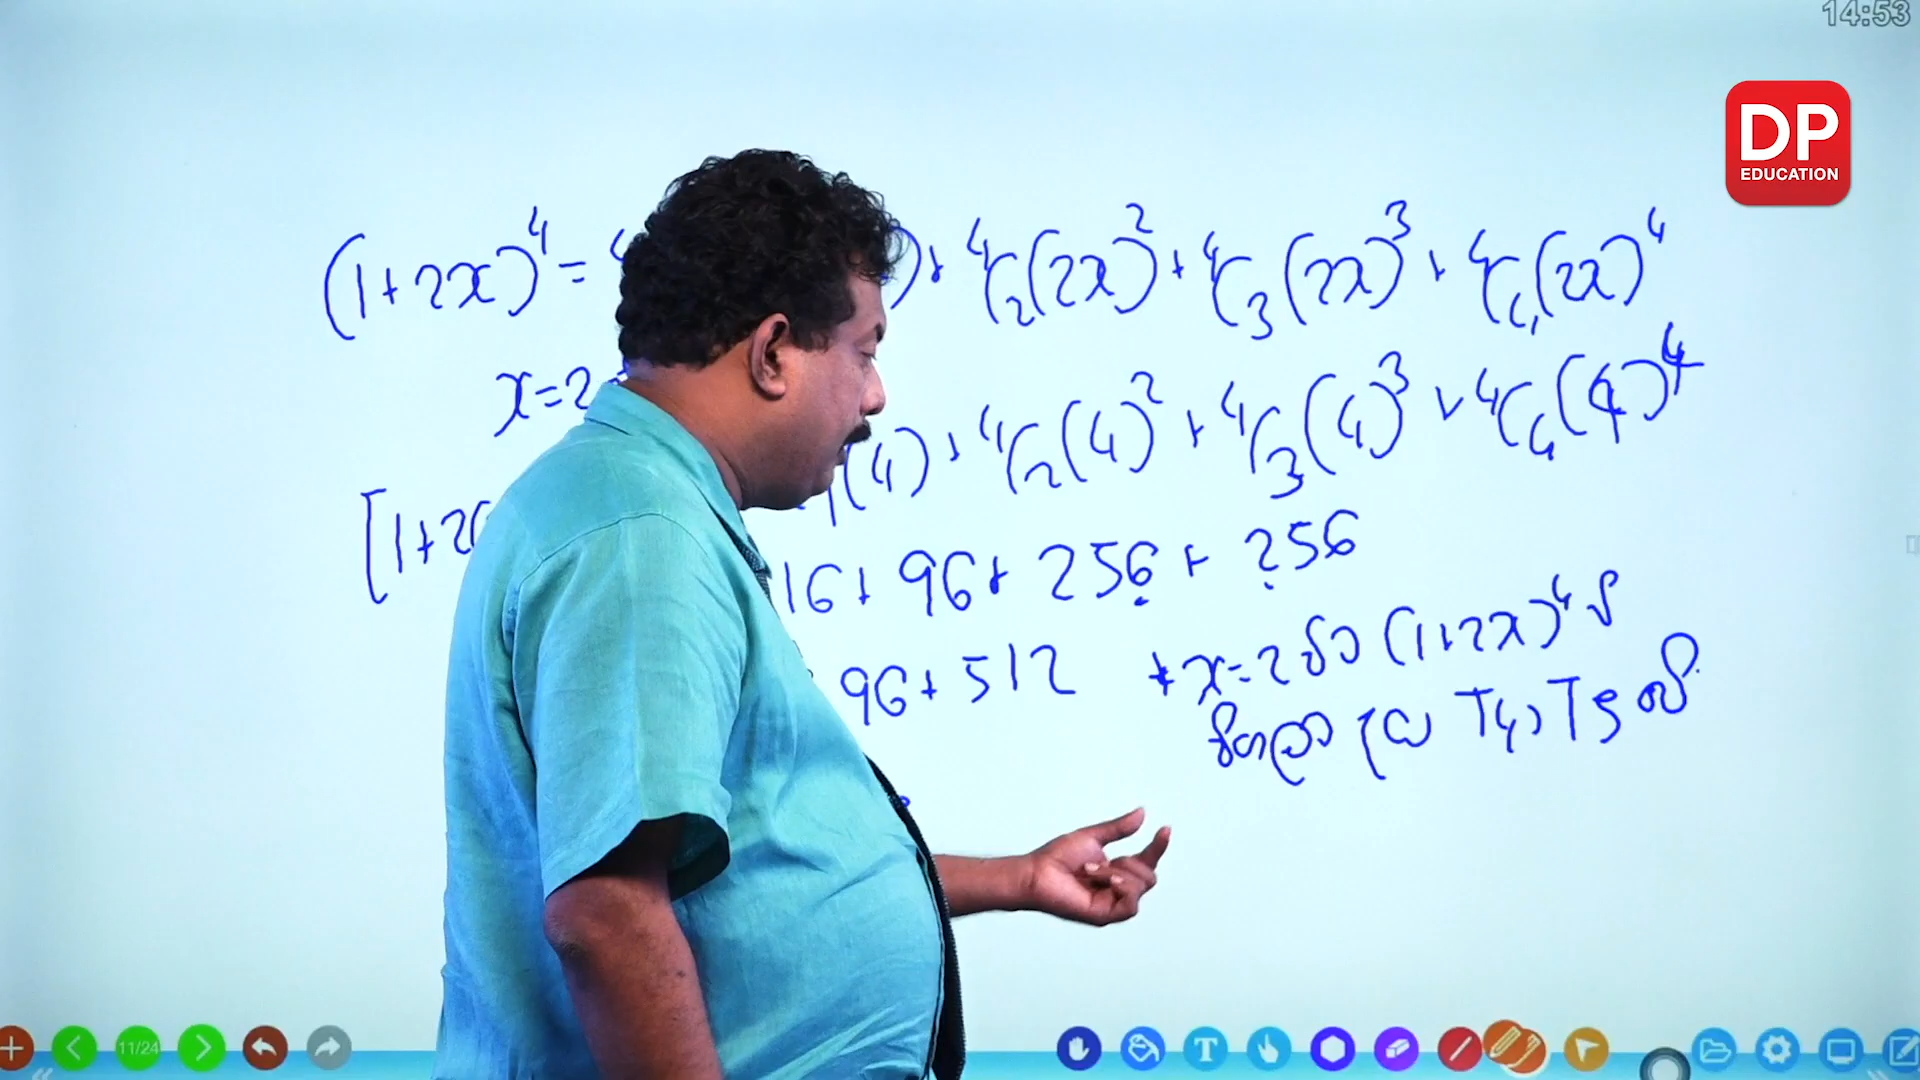 14:53
DP
EDUCATION
(1+2x)⁴ = ⁴ ) + ⁴C₂(2x)² + ⁴C₃(2x)³ + ⁴C₄(2x)⁴
x=2
(4) + ⁴C₂(4)² + ⁴C₃(4)³ + ⁴C₄(4)⁴
[1+2(
16 + 96 + 256 + 256
96 + 512
* x=2 විට (1+2x)⁴ හි
T₄, T₅ වේ
11/24
T